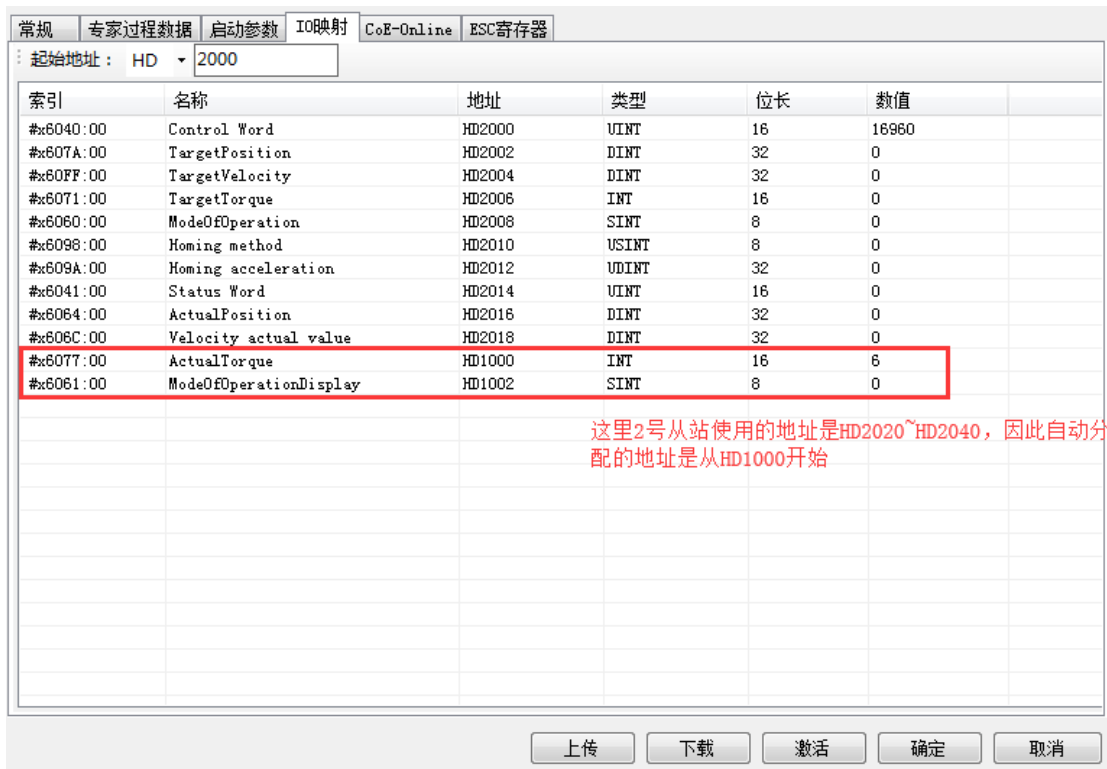 常规 专家过程数据 启动参数 IO映射 CoE-Online ESC寄存器
起始地址： HD 2000
索引 名称 地址 类型 位长 数值
#x6040:00 Control Word HD2000 UINT 16 16960
#x607A:00 TargetPosition HD2002 DINT 32 0
#x60FF:00 TargetVelocity HD2004 DINT 32 0
#x6071:00 TargetTorque HD2006 INT 16 0
#x6060:00 ModeOfOperation HD2008 SINT 8 0
#x6098:00 Homing method HD2010 USINT 8 0
#x609A:00 Homing acceleration HD2012 UDINT 32 0
#x6041:00 Status Word HD2014 UINT 16 0
#x6064:00 ActualPosition HD2016 DINT 32 0
#x606C:00 Velocity actual value HD2018 DINT 32 0
#x6077:00 ActualTorque HD1000 INT 16 6
#x6061:00 ModeOfOperationDisplay HD1002 SINT 8 0
这里2号从站使用的地址是HD2020~HD2040，因此自动分
配的地址是从HD1000开始
上传 下载 激活 确定 取消